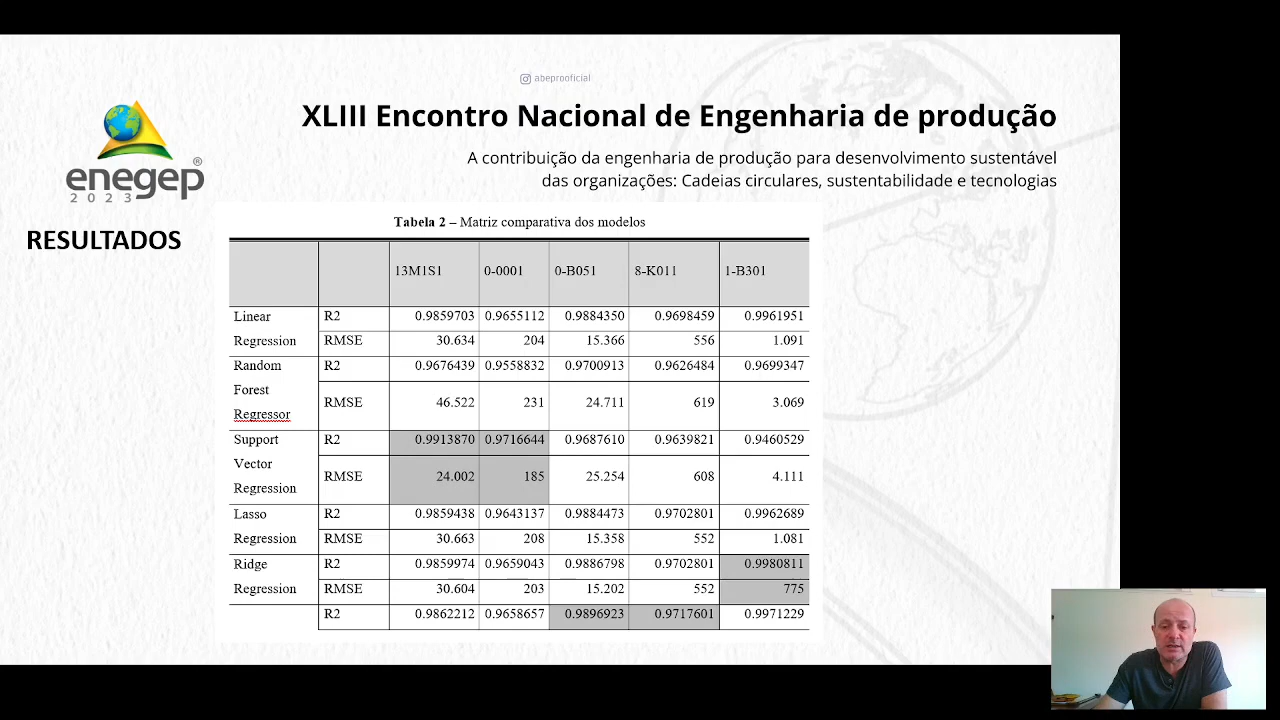 abeprooficial
XLIII Encontro Nacional de Engenharia de produção
A contribuição da engenharia de produção para desenvolvimento sustentável
das organizações: Cadeias circulares, sustentabilidade e tecnologias
enegep®
2023
RESULTADOS
Tabela 2 – Matriz comparativa dos modelos
13M1S1 0-0001 0-B051 8-K011 1-B301
Linear R2 0.9859703 0.9655112 0.9884350 0.9698459 0.9961951
Regression RMSE 30.634 204 15.366 556 1.091
Random R2 0.9676439 0.9558832 0.9700913 0.9626484 0.9699347
Forest
RMSE 46.522 231 24.711 619 3.069
Regressor
Support R2 0.9913870 0.9716644 0.9687610 0.9639821 0.9460529
Vector
RMSE 24.002 185 25.254 608 4.111
Regression
Lasso R2 0.9859438 0.9643137 0.9884473 0.9702801 0.9962689
Regression RMSE 30.663 208 15.358 552 1.081
Ridge R2 0.9859974 0.9659043 0.9886798 0.9702801 0.9980811
Regression RMSE 30.604 203 15.202 552 775
R2 0.9862212 0.9658657 0.9896923 0.9717601 0.9971229